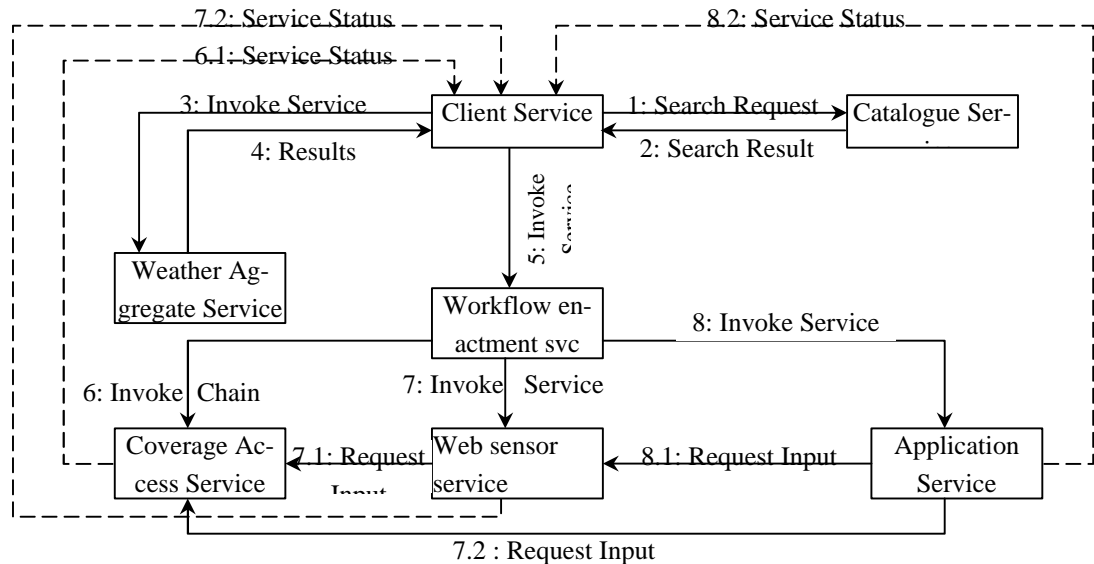 7.2: Service Status
8.2: Service Status
6.1: Service Status
3: Invoke Service
Client Service
1: Search Request
Catalogue Ser-
4: Results
2: Search Result
5: Invoke
Service
Weather Ag-
gregate Service
Workflow en-
actment svc
8: Invoke Service
6: Invoke Chain
7: Invoke Service
Coverage Ac-
cess Service
7.1: Request
Input
Web sensor
service
8.1: Request Input
Application
Service
7.2 : Request Input